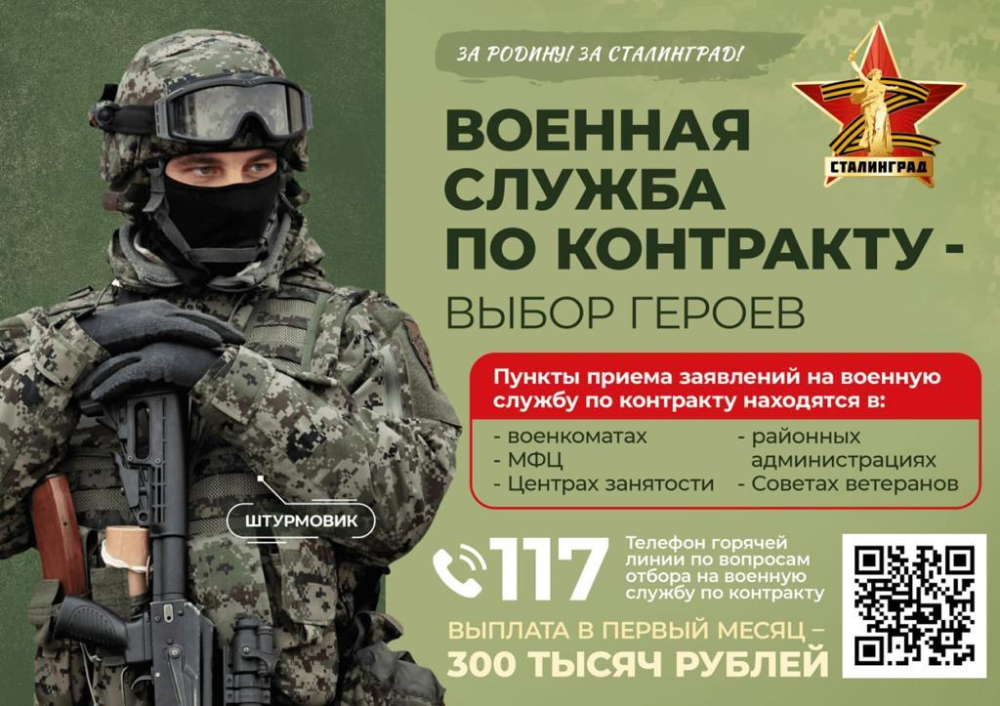 ЗА РОДИНУ! ЗА СТАЛИНГРАД!
СТАЛИНГРАД
ВОЕННАЯ
СЛУЖБА
ПО КОНТРАКТУ -
ВЫБОР ГЕРОЕВ
Пункты приема заявлений на военную
службу по контракту находятся в:
- военкоматах
- МФЦ
- Центрах занятости
- районных
администрациях
- Советах ветеранов
ШТУРМОВИК
117
Телефон горячей
линии по вопросам
отбора на военную
службу по контракту
ВЫПЛАТА В ПЕРВЫЙ МЕСЯЦ –
300 ТЫСЯЧ РУБЛЕЙ